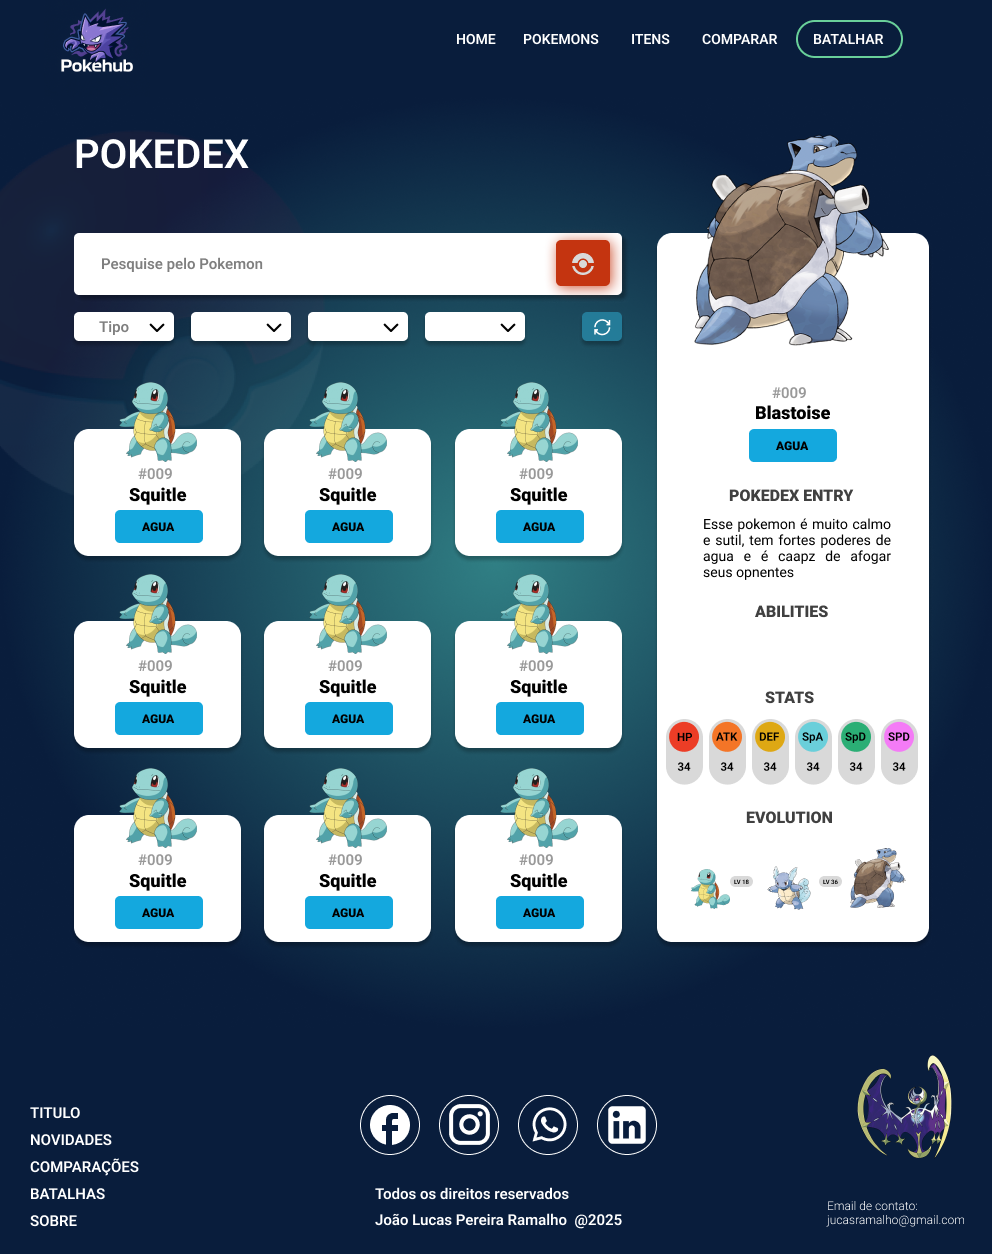 Pokehub
HOME
POKEMONS
ITENS
COMPARAR
BATALHAR
POKEDEX
Pesquise pelo Pokemon
Tipo
#009
Squitle
AGUA
#009
Squitle
AGUA
#009
Squitle
AGUA
#009
Squitle
AGUA
#009
Squitle
AGUA
#009
Squitle
AGUA
#009
Squitle
AGUA
#009
Squitle
AGUA
#009
Squitle
AGUA
#009
Blastoise
AGUA
POKEDEX ENTRY
Esse pokemon é muito calmo
e sutil, tem fortes poderes de
agua e é caapz de afogar
seus opnentes
ABILITIES
STATS
HP ATK DEF SpA SpD SPD
34 34 34 34 34 34
EVOLUTION
LV 18
LV 36
TITULO
NOVIDADES
COMPARAÇÕES
BATALHAS
SOBRE
Todos os direitos reservados
João Lucas Pereira Ramalho @2025
Email de contato:
jucasramalho@gmail.com